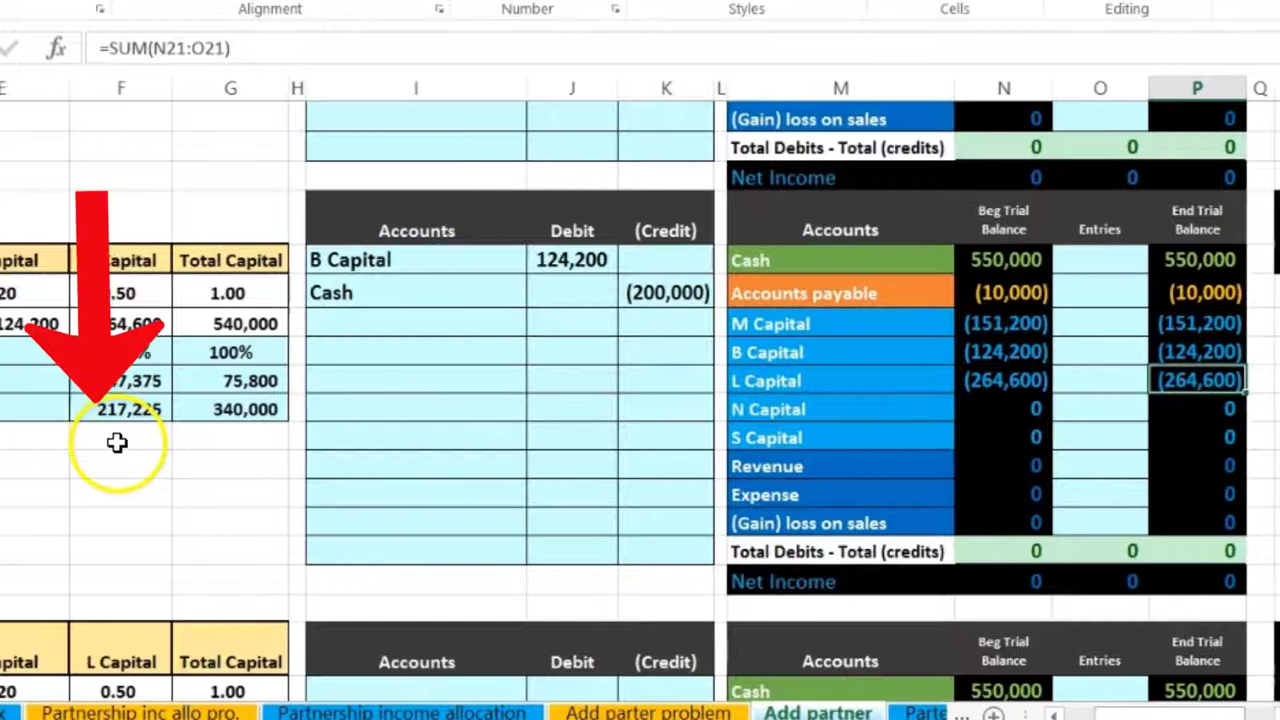 Alignment Number Styles Cells Editing
fx =SUM(N21:O21)
E F G H I J K L M N O P Q
(Gain) loss on sales 0 0
Total Debits - Total (credits) 0 0 0
Net Income 0 0 0
Accounts Debit (Credit) Accounts Beg Trial Balance Entries End Trial Balance
apital Capital Total Capital B Capital 124,200 Cash 550,000 550,000
20 .50 1.00 Cash (200,000) Accounts payable (10,000) (10,000)
124,200 64,600 540,000 M Capital (151,200) (151,200)
% 100% B Capital (124,200) (124,200)
7,375 75,800 L Capital (264,600) (264,600)
217,225 340,000 N Capital 0 0
S Capital 0 0
Revenue 0 0
Expense 0 0
(Gain) loss on sales 0 0
Total Debits - Total (credits) 0 0 0
Net Income 0 0 0
apital L Capital Total Capital Accounts Debit (Credit) Accounts Beg Trial Balance Entries End Trial Balance
20 0.50 1.00 Cash 550,000 550,000
x Partnership inc allo pro. Partnership income allocation Add parter problem Add partner Parte ...